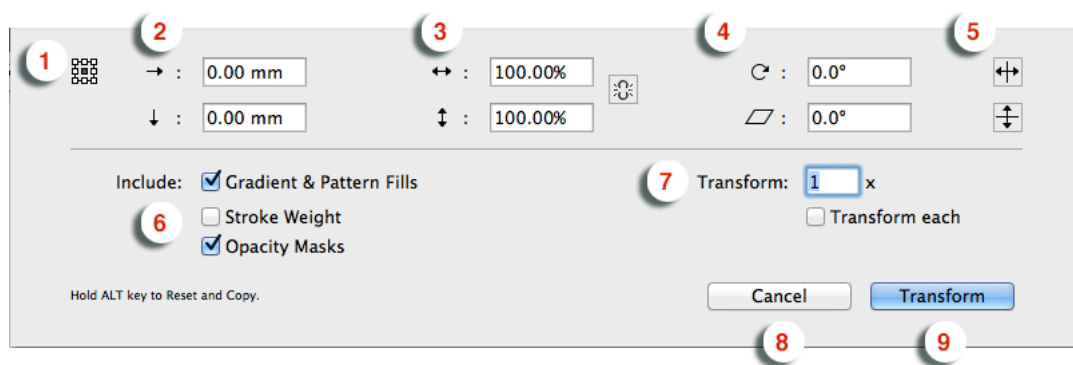 2 3 4 5
1 : 0.00 mm : 100.00% : 0.0°
: 0.00 mm : 100.00% : 0.0°
Include: Gradient & Pattern Fills 7 Transform: 1 x
6 Stroke Weight Transform each
Opacity Masks
Hold ALT key to Reset and Copy. Cancel Transform
8 9